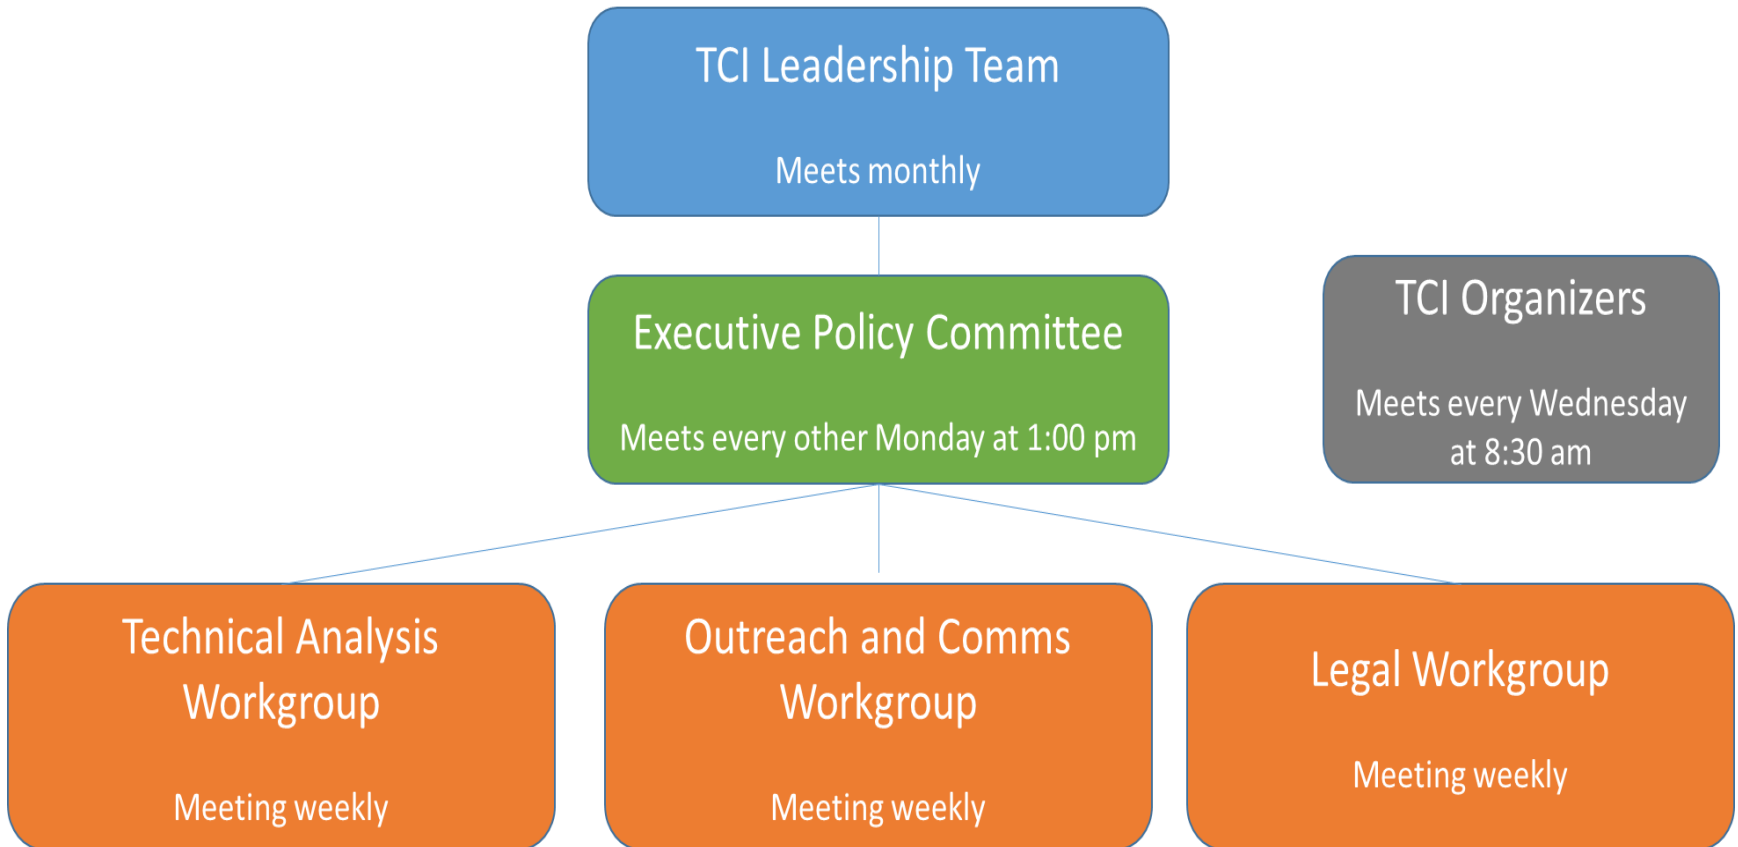 TCI Leadership Team
Meets monthly
Executive Policy Committee
Meets every other Monday at 1:00 pm
TCI Organizers
Meets every Wednesday
at 8:30 am
Technical Analysis
Workgroup
Meeting weekly
Outreach and Comms
Workgroup
Meeting weekly
Legal Workgroup
Meeting weekly